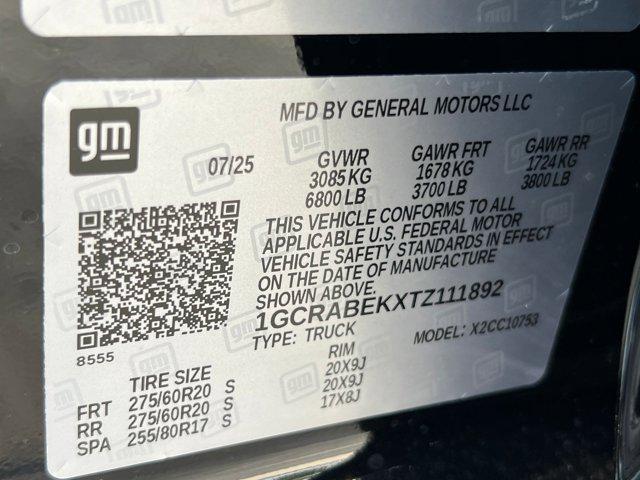 gm
MFD BY GENERAL MOTORS LLC
07/25
GVWR GAWR FRT GAWR RR
3085 KG 1678 KG 1724 KG
6800 LB 3700 LB 3800 LB
THIS VEHICLE CONFORMS TO ALL
APPLICABLE U.S. FEDERAL MOTOR
VEHICLE SAFETY STANDARDS IN EFFECT
ON THE DATE OF MANUFACTURE
SHOWN ABOVE.
1GCRABEKXTZ111892
TYPE: TRUCK MODEL: X2CC10753
8555
TIRE SIZE RIM
FRT 275/60R20 S 20X9J
RR 275/60R20 S 20X9J
SPA 255/80R17 S 17X8J